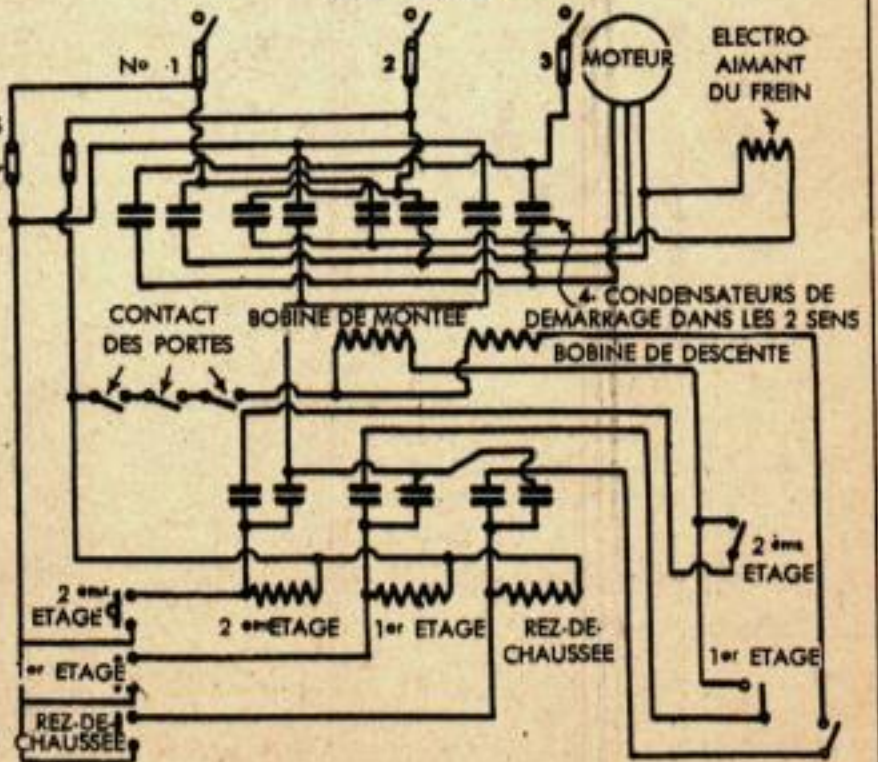 No 1
2
3
MOTEUR
ELECTRO-
AIMANT
DU FREIN
4- CONDENSATEURS DE
DEMARRAGE DANS LES 2 SENS
CONTACT
DES PORTES
BOBINE DE MONTEE
BOBINE DE DESCENTE
2 ème
ETAGE
1er ETAGE
2 eme
ETAGE
1er ETAGE
REZ-DE-
CHAUSSEE
2 eme ETAGE
1er ETAGE
REZ-DE-
CHAUSSEE